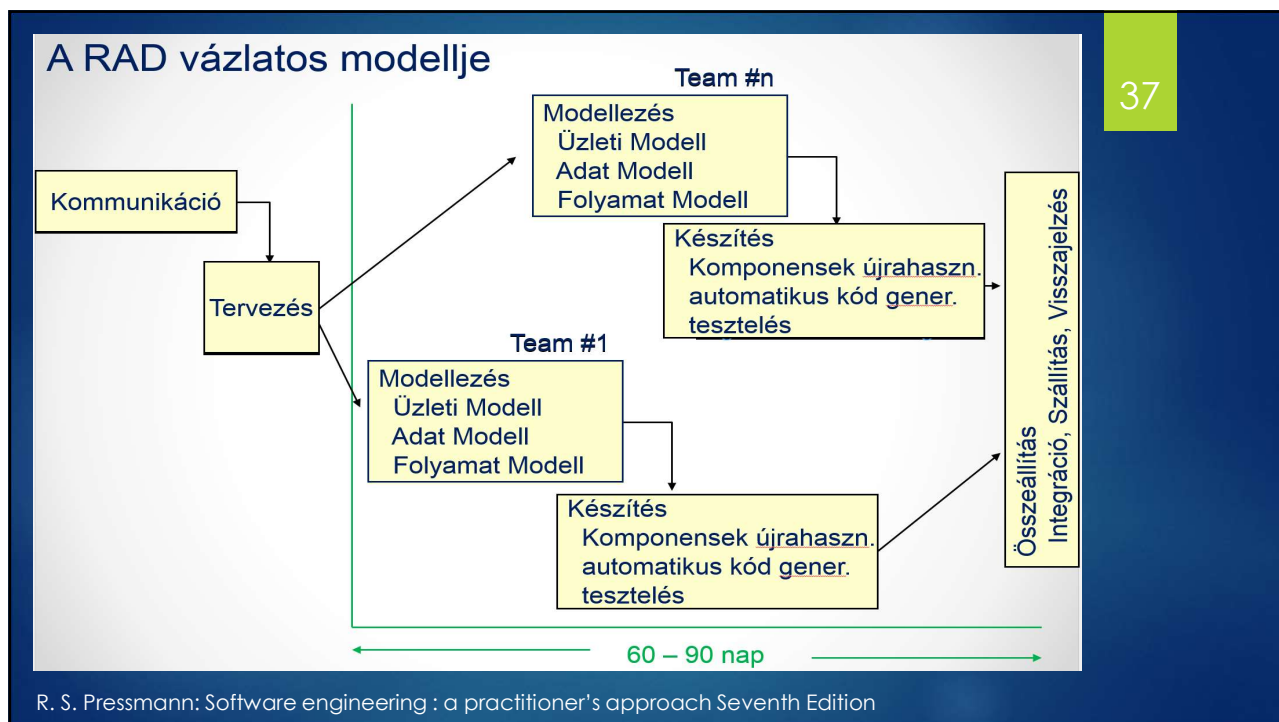 A RAD vázlatos modellje
37
Kommunikáció
Tervezés
Team #n
Modellezés
Üzleti Modell
Adat Modell
Folyamat Modell
Készítés
Komponensek újrahaszn.
automatikus kód gener.
tesztelés
Team #1
Modellezés
Üzleti Modell
Adat Modell
Folyamat Modell
Készítés
Komponensek újrahaszn.
automatikus kód gener.
tesztelés
Összeállítás
Integráció, Szállítás, Visszajelzés
60 – 90 nap
R. S. Pressmann: Software engineering : a practitioner’s approach Seventh Edition